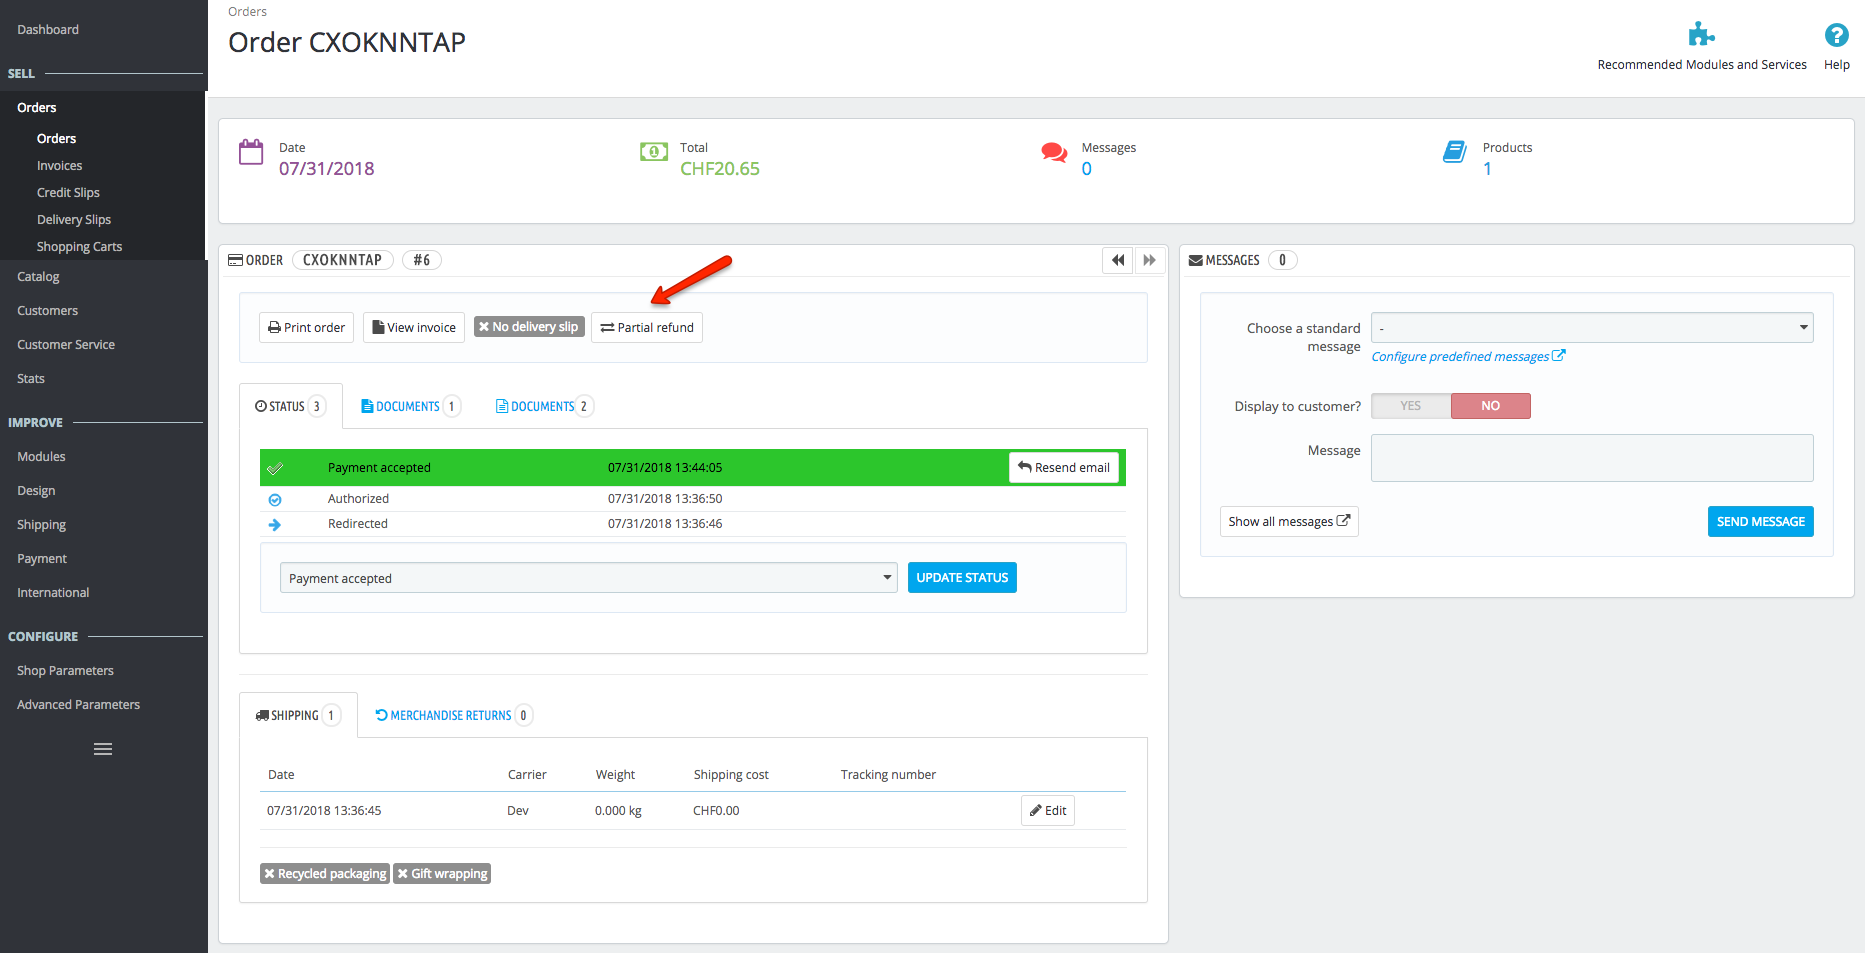 Dashboard
SELL
Orders
Orders
Invoices
Credit Slips
Delivery Slips
Shopping Carts
Catalog
Customers
Customer Service
Stats
IMPROVE
Modules
Design
Shipping
Payment
International
CONFIGURE
Shop Parameters
Advanced Parameters
Orders
Order CXOKNNTAP
Recommended Modules and Services
Help
Date
07/31/2018
Total
CHF20.65
Messages
0
Products
1
ORDER CXOKNNTAP #6
Print order View invoice No delivery slip Partial refund
STATUS 3 DOCUMENTS 1 DOCUMENTS 2
Payment accepted 07/31/2018 13:44:05 Resend email
Authorized 07/31/2018 13:36:50
Redirected 07/31/2018 13:36:46
Payment accepted UPDATE STATUS
SHIPPING 1 MERCHANDISE RETURNS 0
Date Carrier Weight Shipping cost Tracking number
07/31/2018 13:36:45 Dev 0.000 kg CHF0.00 Edit
Recycled packaging Gift wrapping
MESSAGES 0
Choose a standard
message
-
Configure predefined messages
Display to customer? YES NO
Message
Show all messages SEND MESSAGE